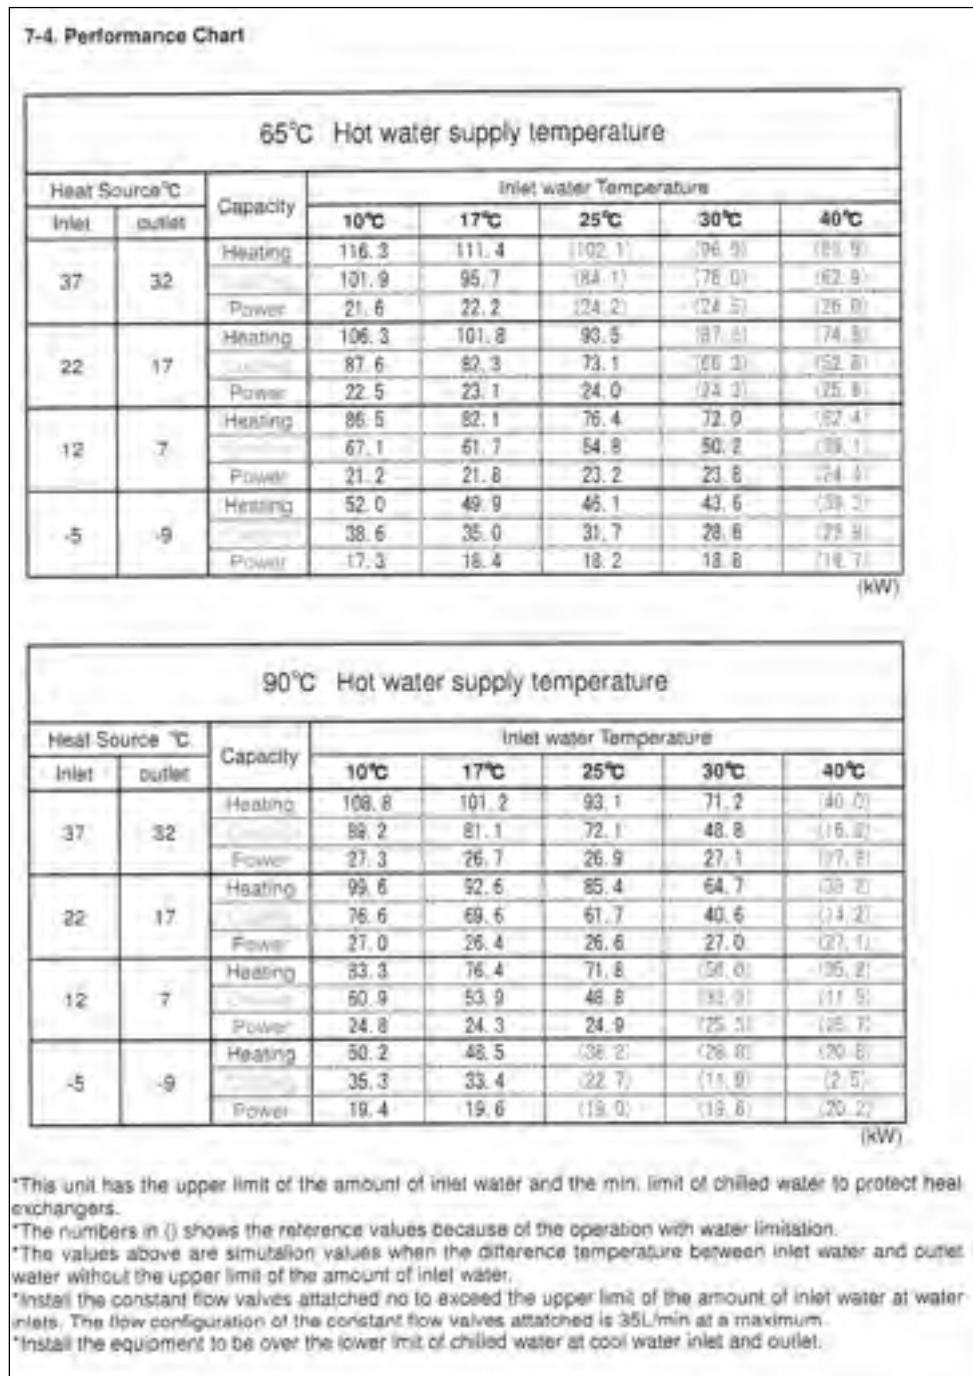 7-4. Performance Chart
65°C Hot water supply temperature
Heat Source°C Capacity Inlet water Temperature
Inlet outlet 10°C 17°C 25°C 30°C 40°C
37 32 Heating 116.3 111.4 (102.1)
101.9 95.7 (84.1) (62.9)
Power 21.6 22.2 (24.2) (24.5) (26.0)
22 17 Heating 106.3 101.8 93.5
87.6 82.3 73.1 (66.3)
Power 22.5 23.1 24.0
12 7 Heating 86.5 82.1 76.4 72.0 (62.4)
67.1 61.7 54.8 50.2
Power 21.2 21.8 23.2 23.8
-5 -9 Heating 52.0 49.9 46.1 43.6
38.6 35.0 31.7 28.6
Power 17.3 18.4 18.2 18.8
(kW)
90°C Hot water supply temperature
Heat Source °C Capacity Inlet water Temperature
Inlet outlet 10°C 17°C 25°C 30°C 40°C
37 32 Heating 108.8 101.2 93.1 71.2 (40.0)
89.2 81.1 72.1 48.8
Power 27.3 26.7 26.9 27.1
22 17 Heating 99.6 92.6 85.4 64.7
76.6 69.6 61.7 40.6 (14.2)
Power 27.0 26.4 26.6 27.0 (27.1)
12 7 Heating 83.3 76.4 71.8
60.9 53.9 48.8 (11.5)
Power 24.8 24.3 24.9
-5 -9 Heating 50.2 48.5 (38.2)
35.3 33.4 (22.7) (11.9) (2.5)
Power 19.4 19.6 (19.0) (19.6) (20.2)
(kW)
*This unit has the upper limit of the amount of inlet water and the min. limit of chilled water to protect heat
exchangers.
*The numbers in () shows the reference values because of the operation with water limitation.
*The values above are simutalion values when the difference temperature between inlet water and outlet
water without the upper limit of the amount of inlet water.
*Install the constant flow valves attatched no to exceed the upper limit of the amount of inlet water at water
inlets. The flow configuration of the constant flow valves attatched is 35L/min at a maximum.
*Install the equipment to be over the lower limit of chilled water at cool water inlet and outlet.